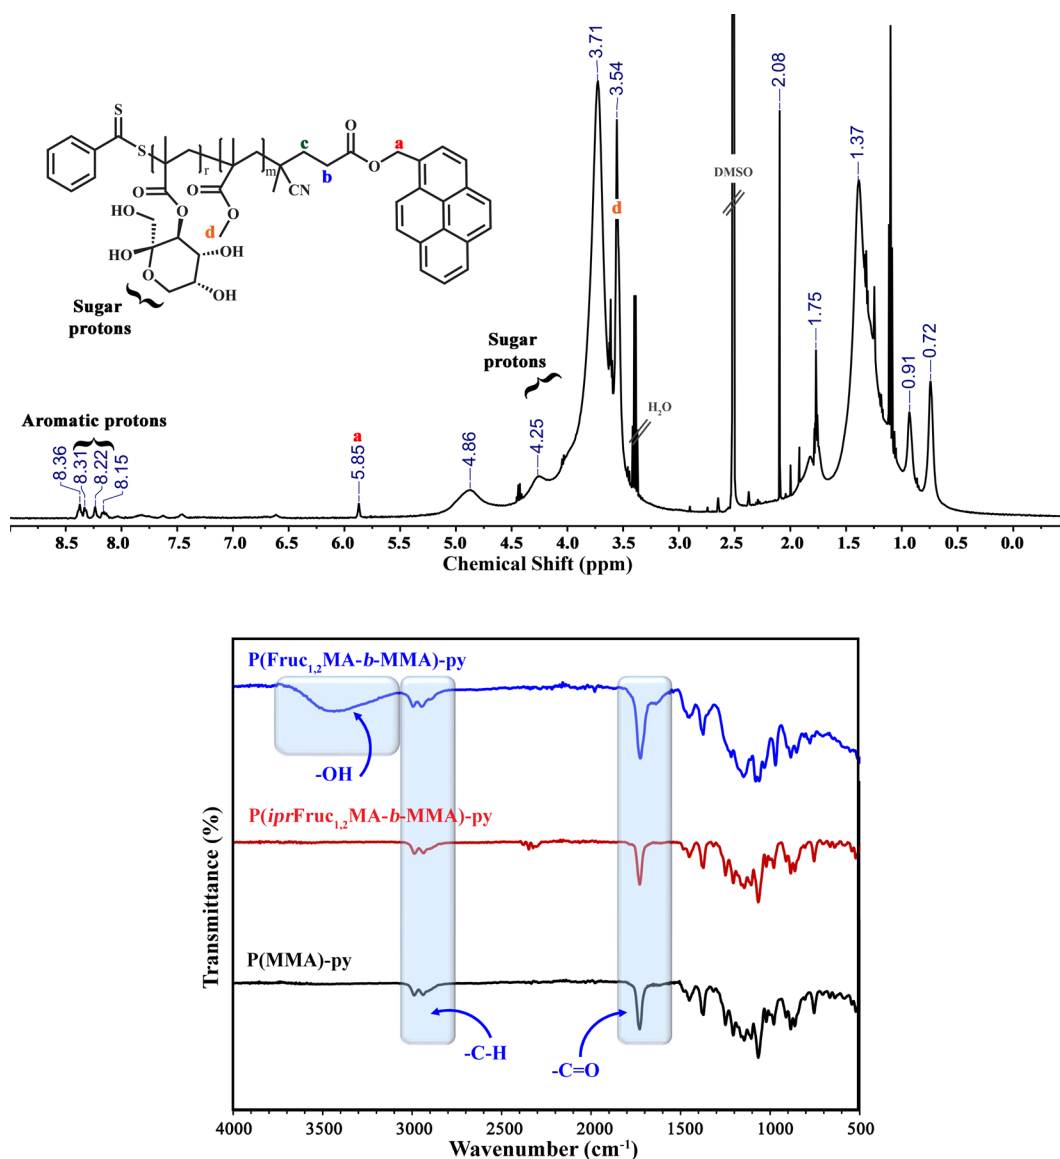 3.71
3.54
2.08
1.37
1.75
0.91
0.72
DMSO
H2O
S
S
r
m
c
b
a
O
O
CN
O
O
O
O
d
HO
HO
OH
OH
O
OH
Sugar
protons
d
Sugar
protons
Aromatic protons
8.36
8.31
8.22
8.15
a
5.85
4.86
4.25
8.5 8.0 7.5 7.0 6.5 6.0 5.5 5.0 4.5 4.0 3.5 3.0 2.5 2.0 1.5 1.0 0.5 0.0
Chemical Shift (ppm)
P(Fruc1,2MA-b-MMA)-py
-OH
P(iprFruc1,2MA-b-MMA)-py
P(MMA)-py
-C-H
-C=O
Transmittance (%)
4000 3500 3000 2500 2000 1500 1000 500
Wavenumber (cm-1)